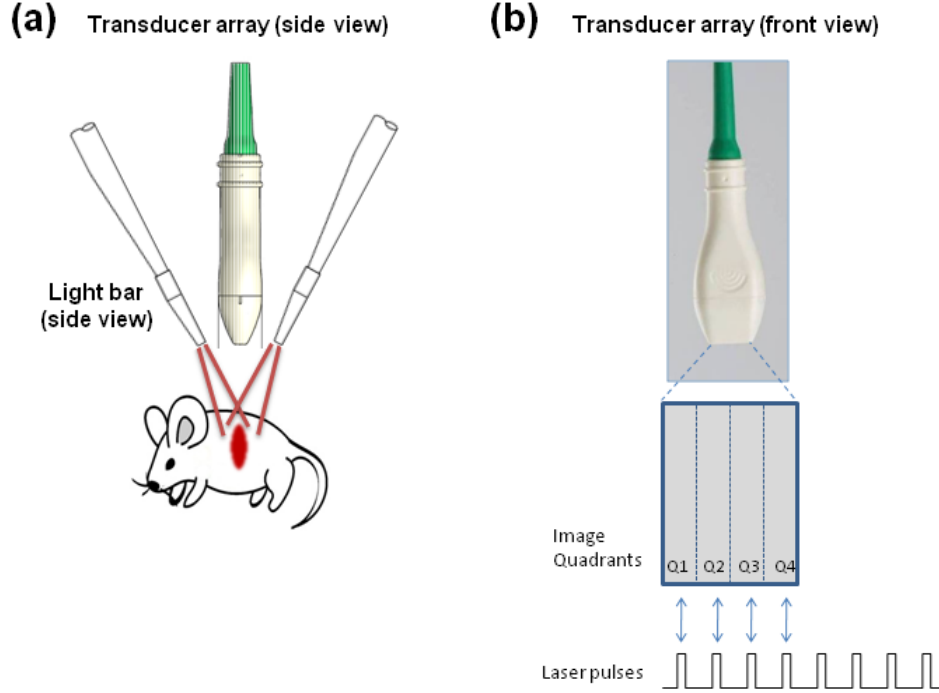 (a)
Transducer array (side view)
Light bar
(side view)
(b)
Transducer array (front view)
Image
Quadrants
Q1 Q2 Q3 Q4
Laser pulses